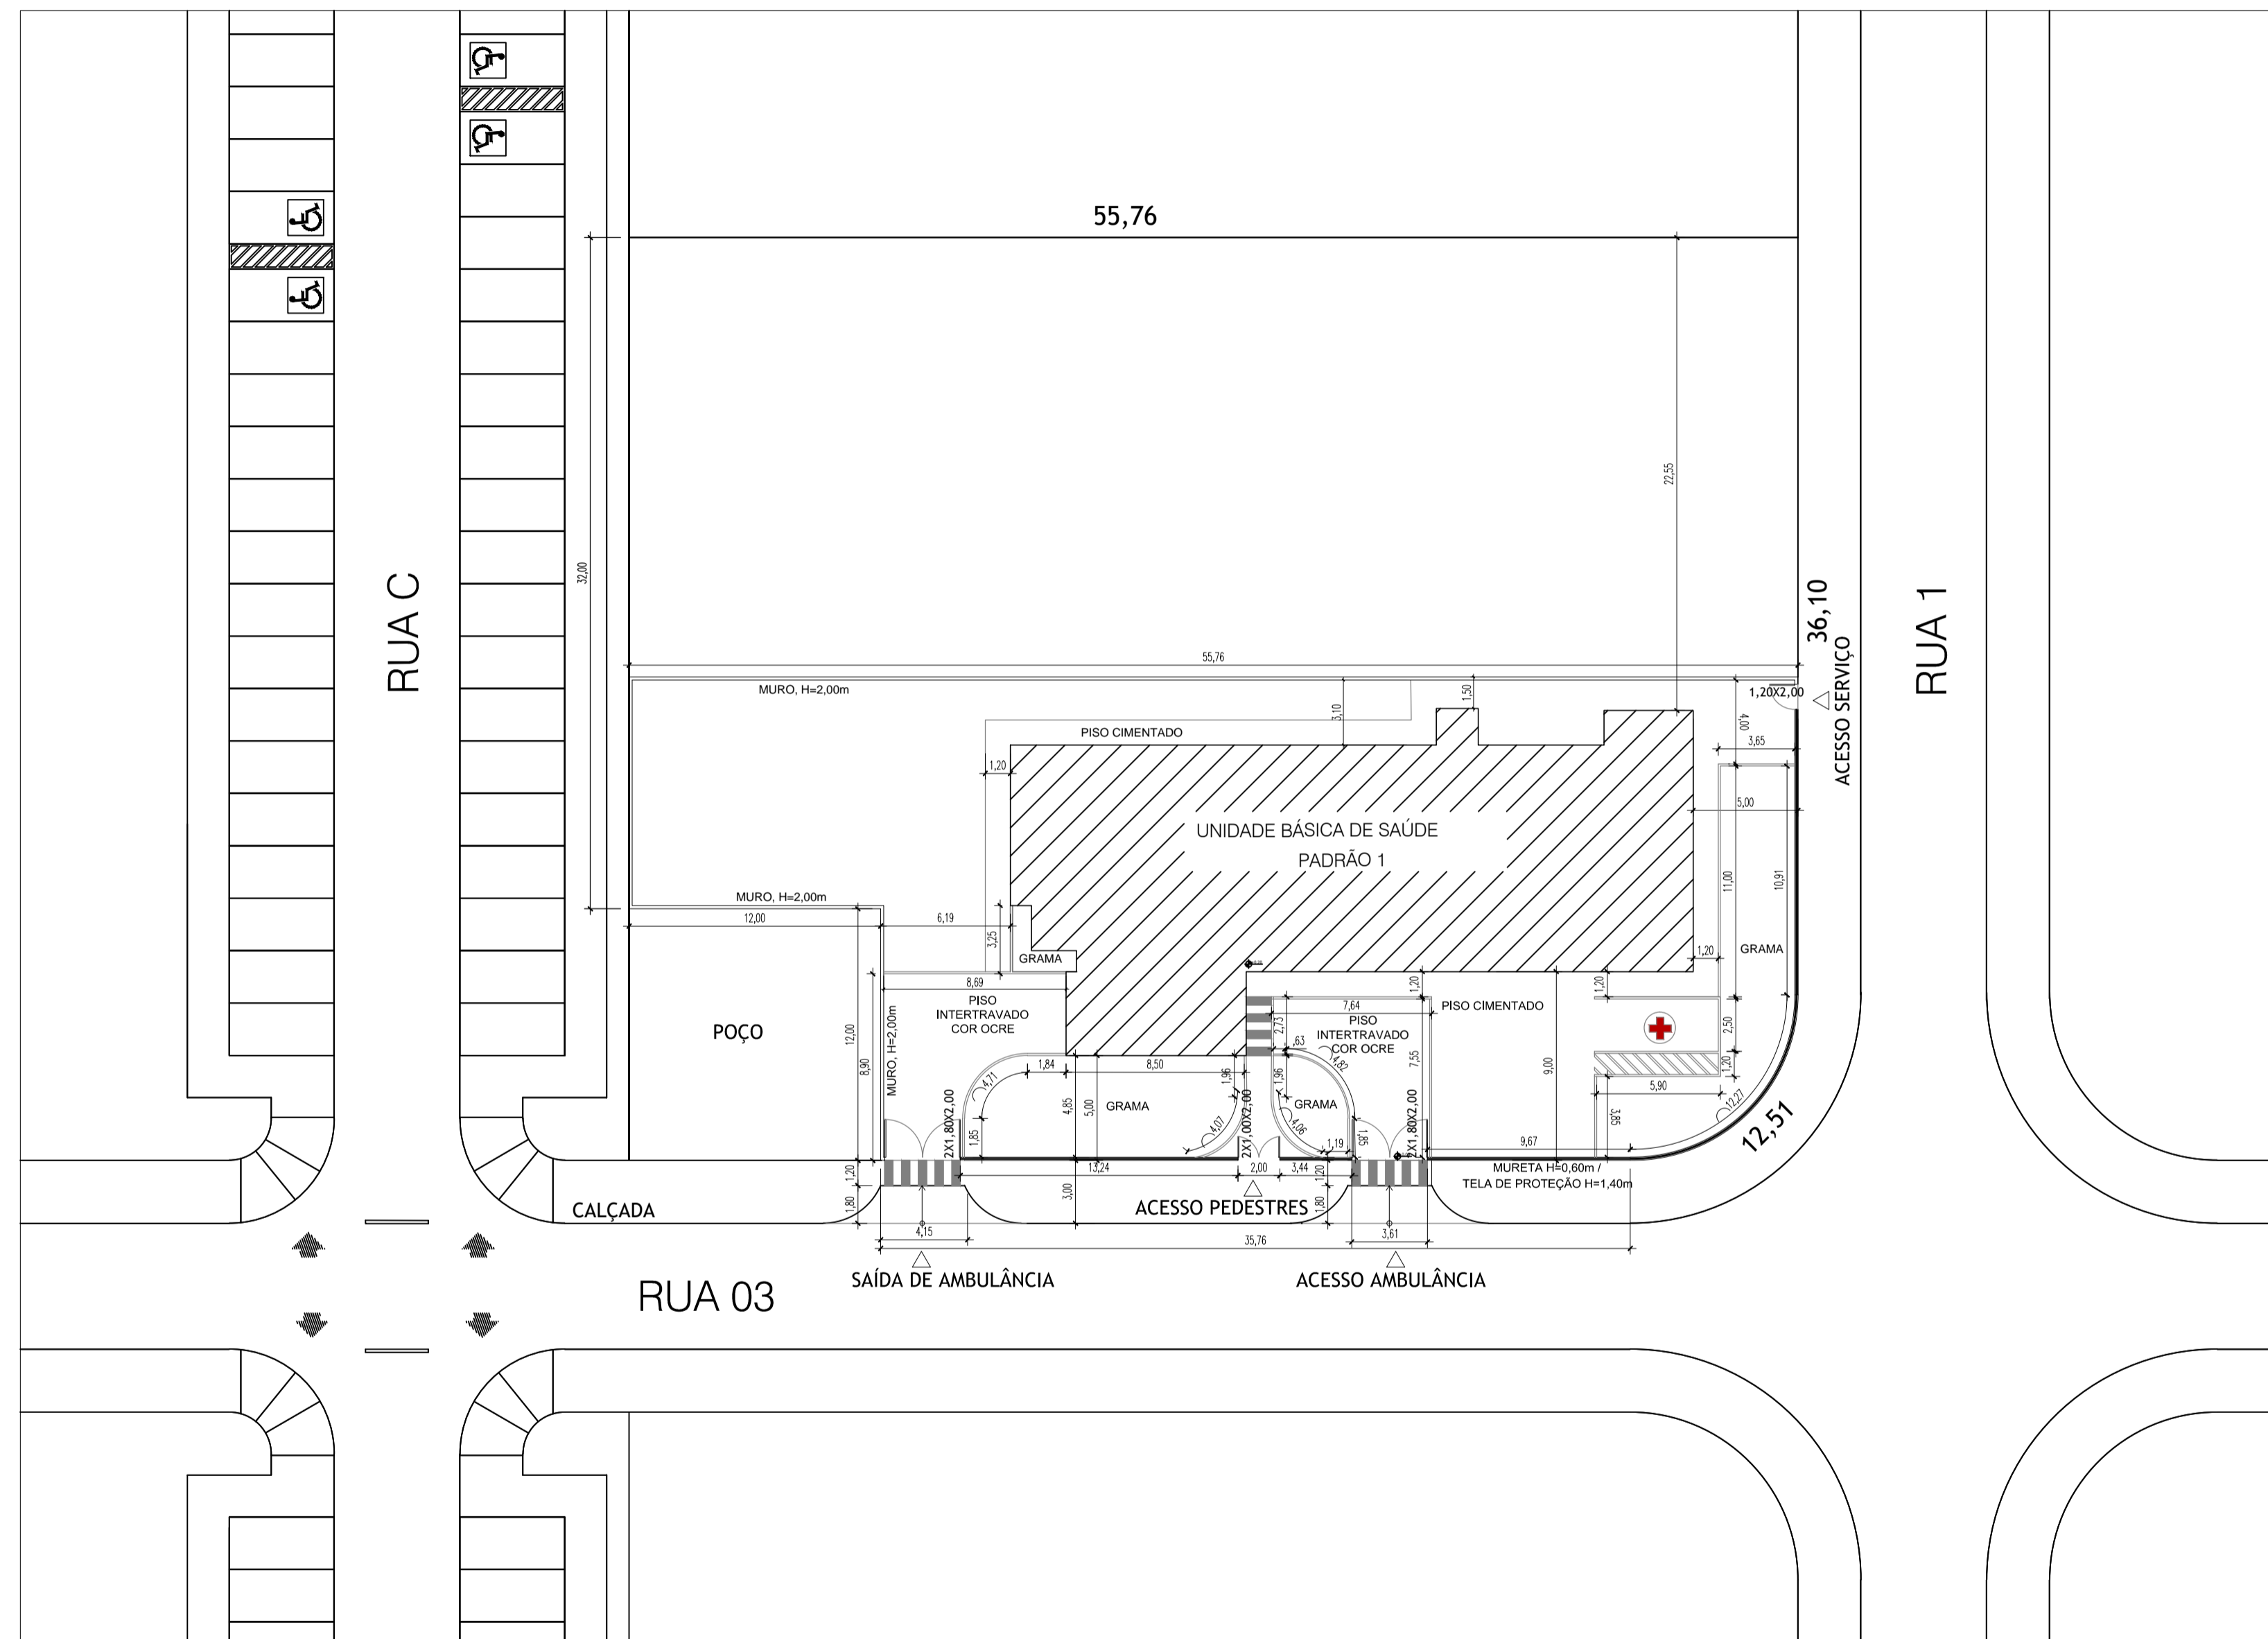 55,76
22,55
32,00
RUA C
RUA 1
36,10
ACESSO SERVIÇO
55,76
MURO, H=2,00m
3,10
1,50
1,20X2,00
4,00
3,65
PISO CIMENTADO
1,20
5,00
UNIDADE BÁSICA DE SAÚDE
PADRÃO 1
11,00
10,91
MURO, H=2,00m
12,00
6,19
3,25
GRAMA
1,20
GRAMA
8,69
PISO
INTERTRAVADO
COR OCRE
1,20
1,20
7,64
PISO CIMENTADO
PISO
INTERTRAVADO
COR OCRE
2,73
,63
4,82
7,55
9,00
2,50
1,20
POÇO
12,00
8,90
MURO, H=2,00m
1,84
8,50
4,71
4,85
5,00
1,96
1,96
GRAMA
GRAMA
5,90
3,85
12,27
12,51
1,85
2X1,80X2,00
4,07
2X1,00X2,00
4,06
1,19
1,85
2X1,80X2,00
9,67
13,24
2,00
3,44
1,20
1,20
MURETA H=0,60m /
TELA DE PROTEÇÃO H=1,40m
CALÇADA
1,80
3,00
ACESSO PEDESTRES
1,80
4,15
3,61
35,76
SAÍDA DE AMBULÂNCIA
ACESSO AMBULÂNCIA
RUA 03